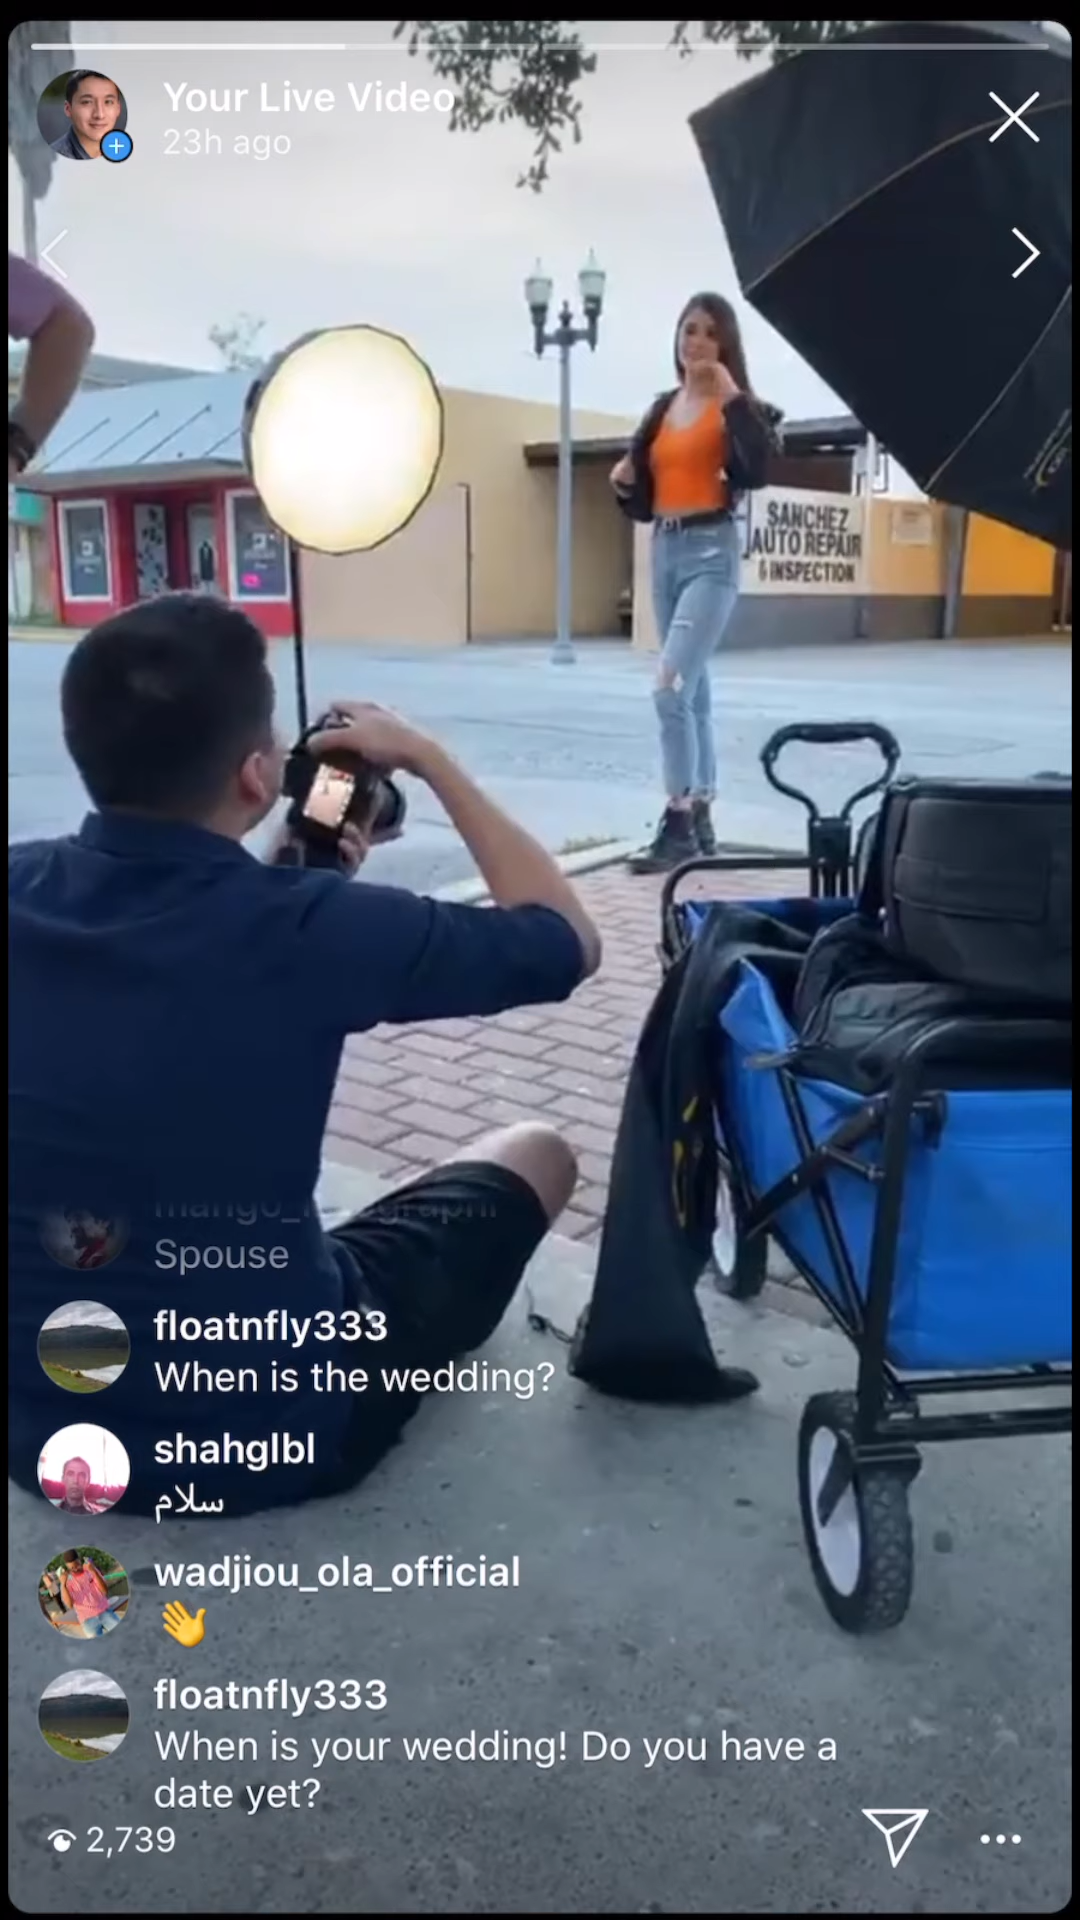 Your Live Video
23h ago
SANCHEZ
AUTO REPAIR
& INSPECTION
Spouse
floatnfly333
When is the wedding?
shahglbl
سلام
wadjiou_ola_official
👋
floatnfly333
When is your wedding! Do you have a
date yet?
2,739